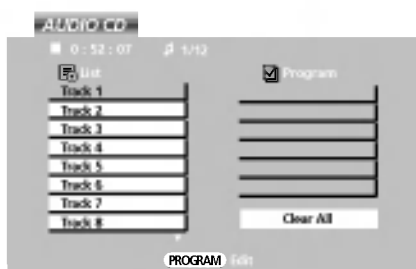 AUDIO CD
0:52:07 1/12
List
Program
Track 1
Track 2
Track 3
Track 4
Track 5
Track 6
Track 7
Track 8
Clear All
PROGRAM Edit